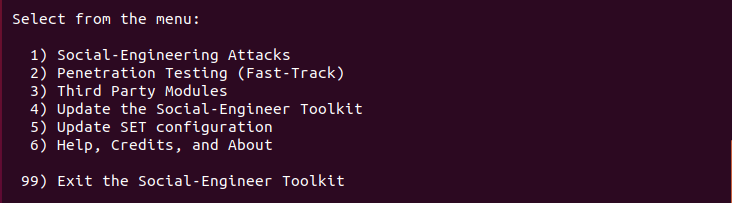 Select from the menu:
1) Social-Engineering Attacks
2) Penetration Testing (Fast-Track)
3) Third Party Modules
4) Update the Social-Engineer Toolkit
5) Update SET configuration
6) Help, Credits, and About
99) Exit the Social-Engineer Toolkit